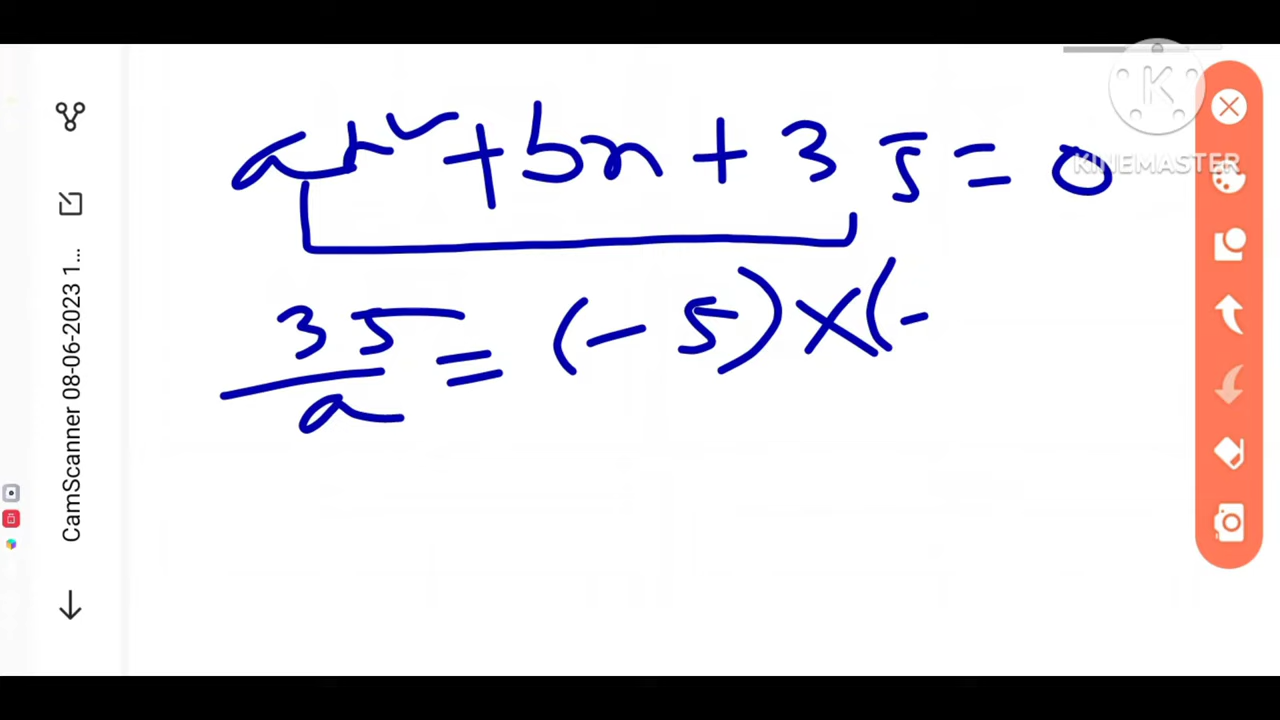 KINEMASTER
ax² + bx + 35 = 0
35/a = (-5) × (-
CamScanner 08-06-2023 1...